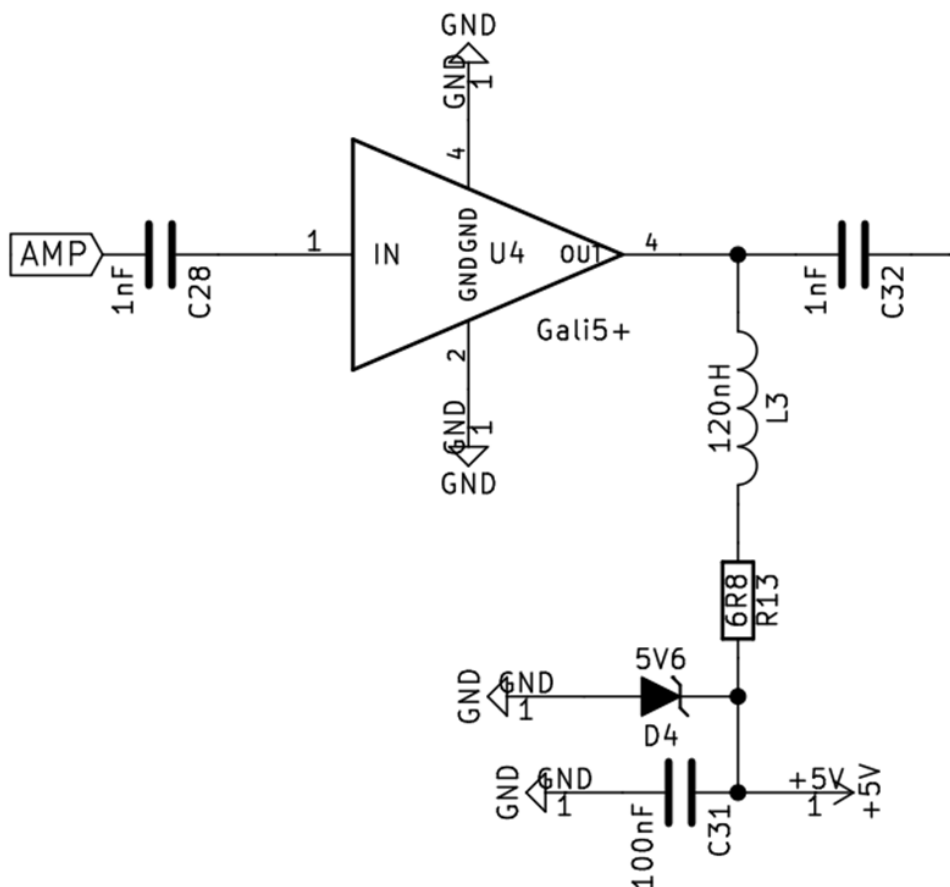 GND
GND
1
4
AMP
1nF
C28
1
IN
GND
GND
U4
OUT
4
1nF
C32
Gali5+
2
GND
1
GND
120nH
L3
6R8
R13
5V6
GND
GND
1
D4
GND
GND
1
100nF
C31
+5V
1
+5V